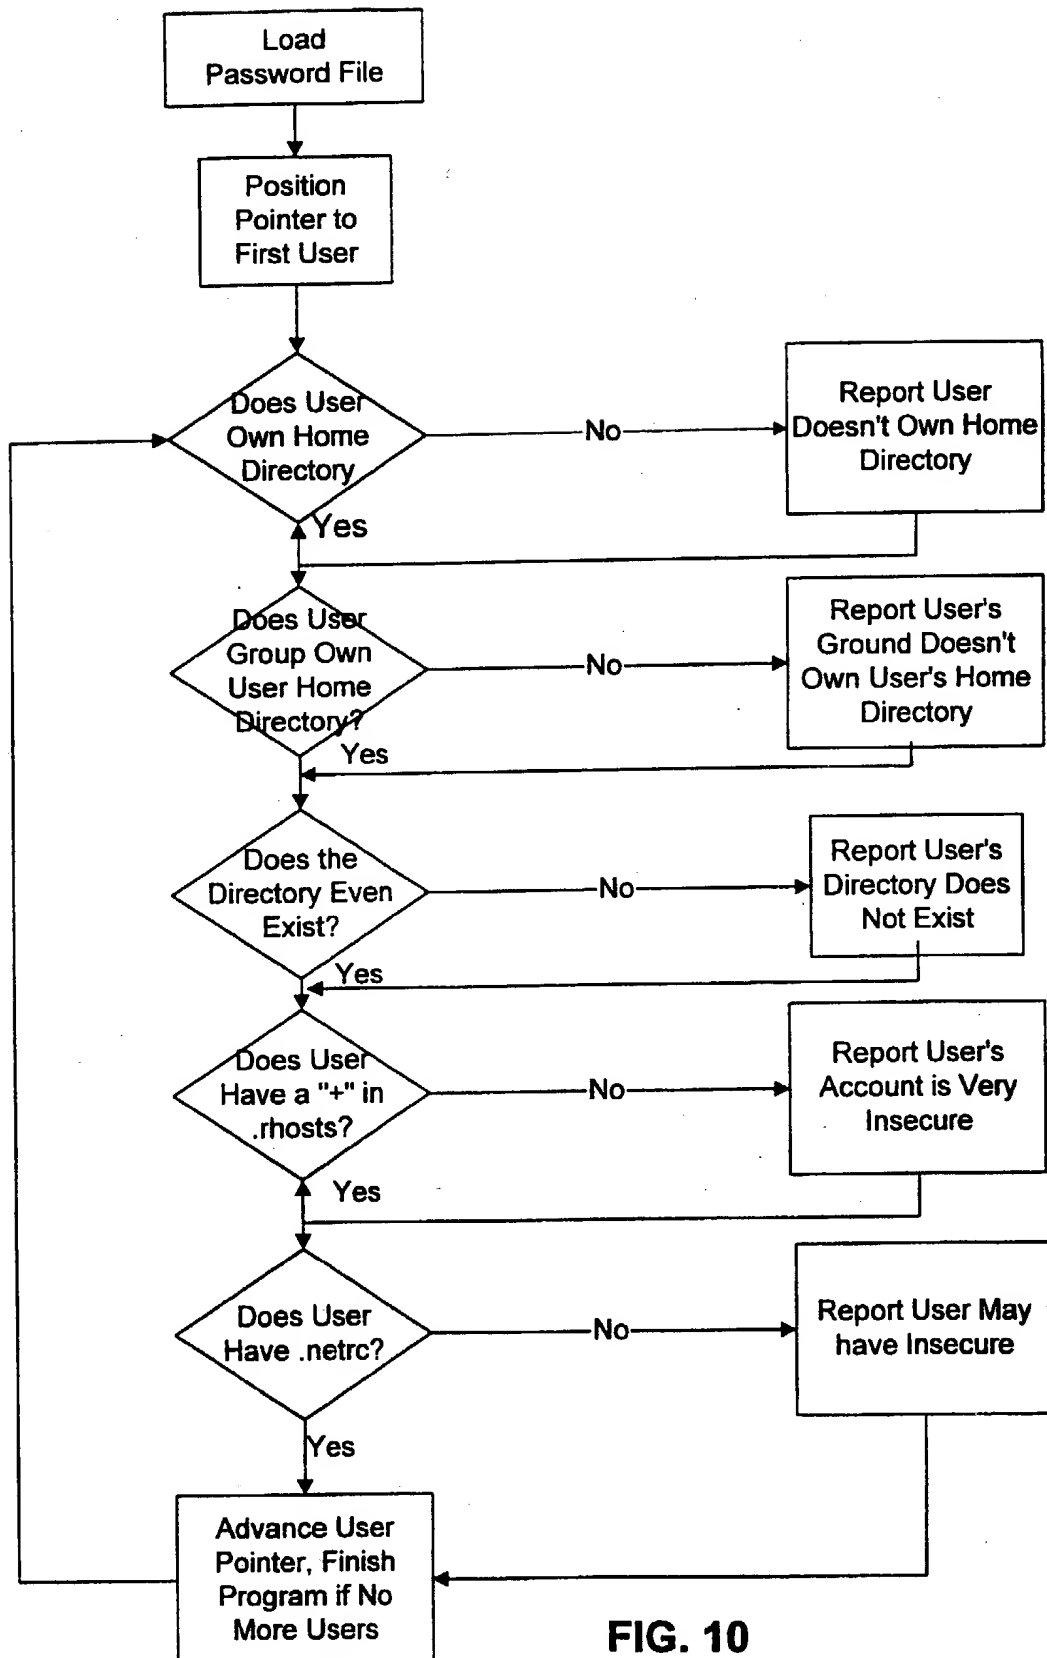 Load
Password File
Position
Pointer to
First User
Does User
Own Home
Directory
No
Report User
Doesn't Own Home
Directory
Yes
Does User
Group Own
User Home
Directory?
No
Report User's
Ground Doesn't
Own User's Home
Directory
Yes
Does the
Directory Even
Exist?
No
Report User's
Directory Does
Not Exist
Yes
Does User
Have a "+" in
.rhosts?
No
Report User's
Account is Very
Insecure
Yes
Does User
Have .netrc?
No
Report User May
have Insecure
Yes
Advance User
Pointer, Finish
Program if No
More Users
FIG. 10